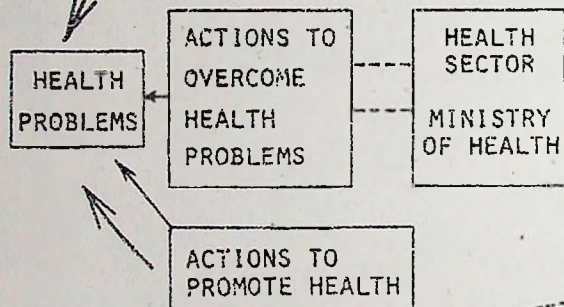 HEALTH
PROBLEMS
ACTIONS TO
OVERCOME
HEALTH
PROBLEMS
HEALTH
SECTOR
MINISTRY
OF HEALTH
ACTIONS TO
PROMOTE HEALTH